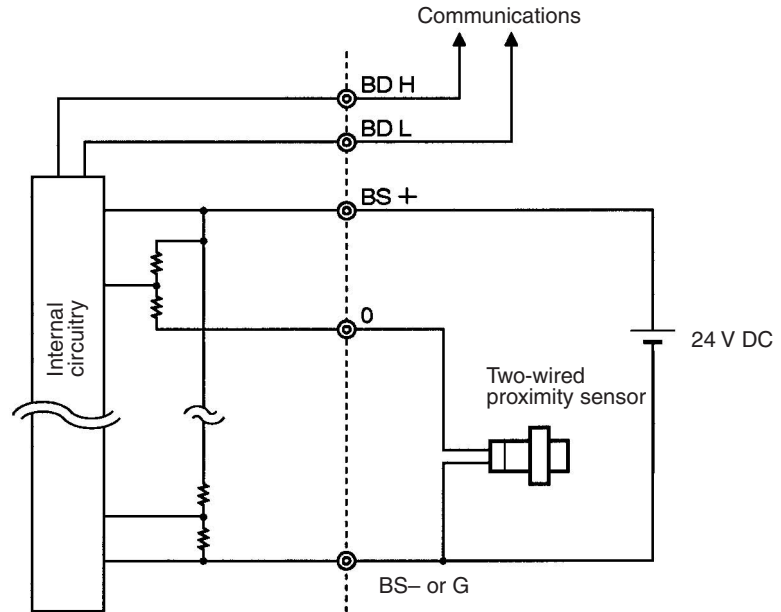 Communications
BD H
BD L
BS +
Internal
circuitry
0
24 V DC
Two-wired
proximity sensor
BS– or G